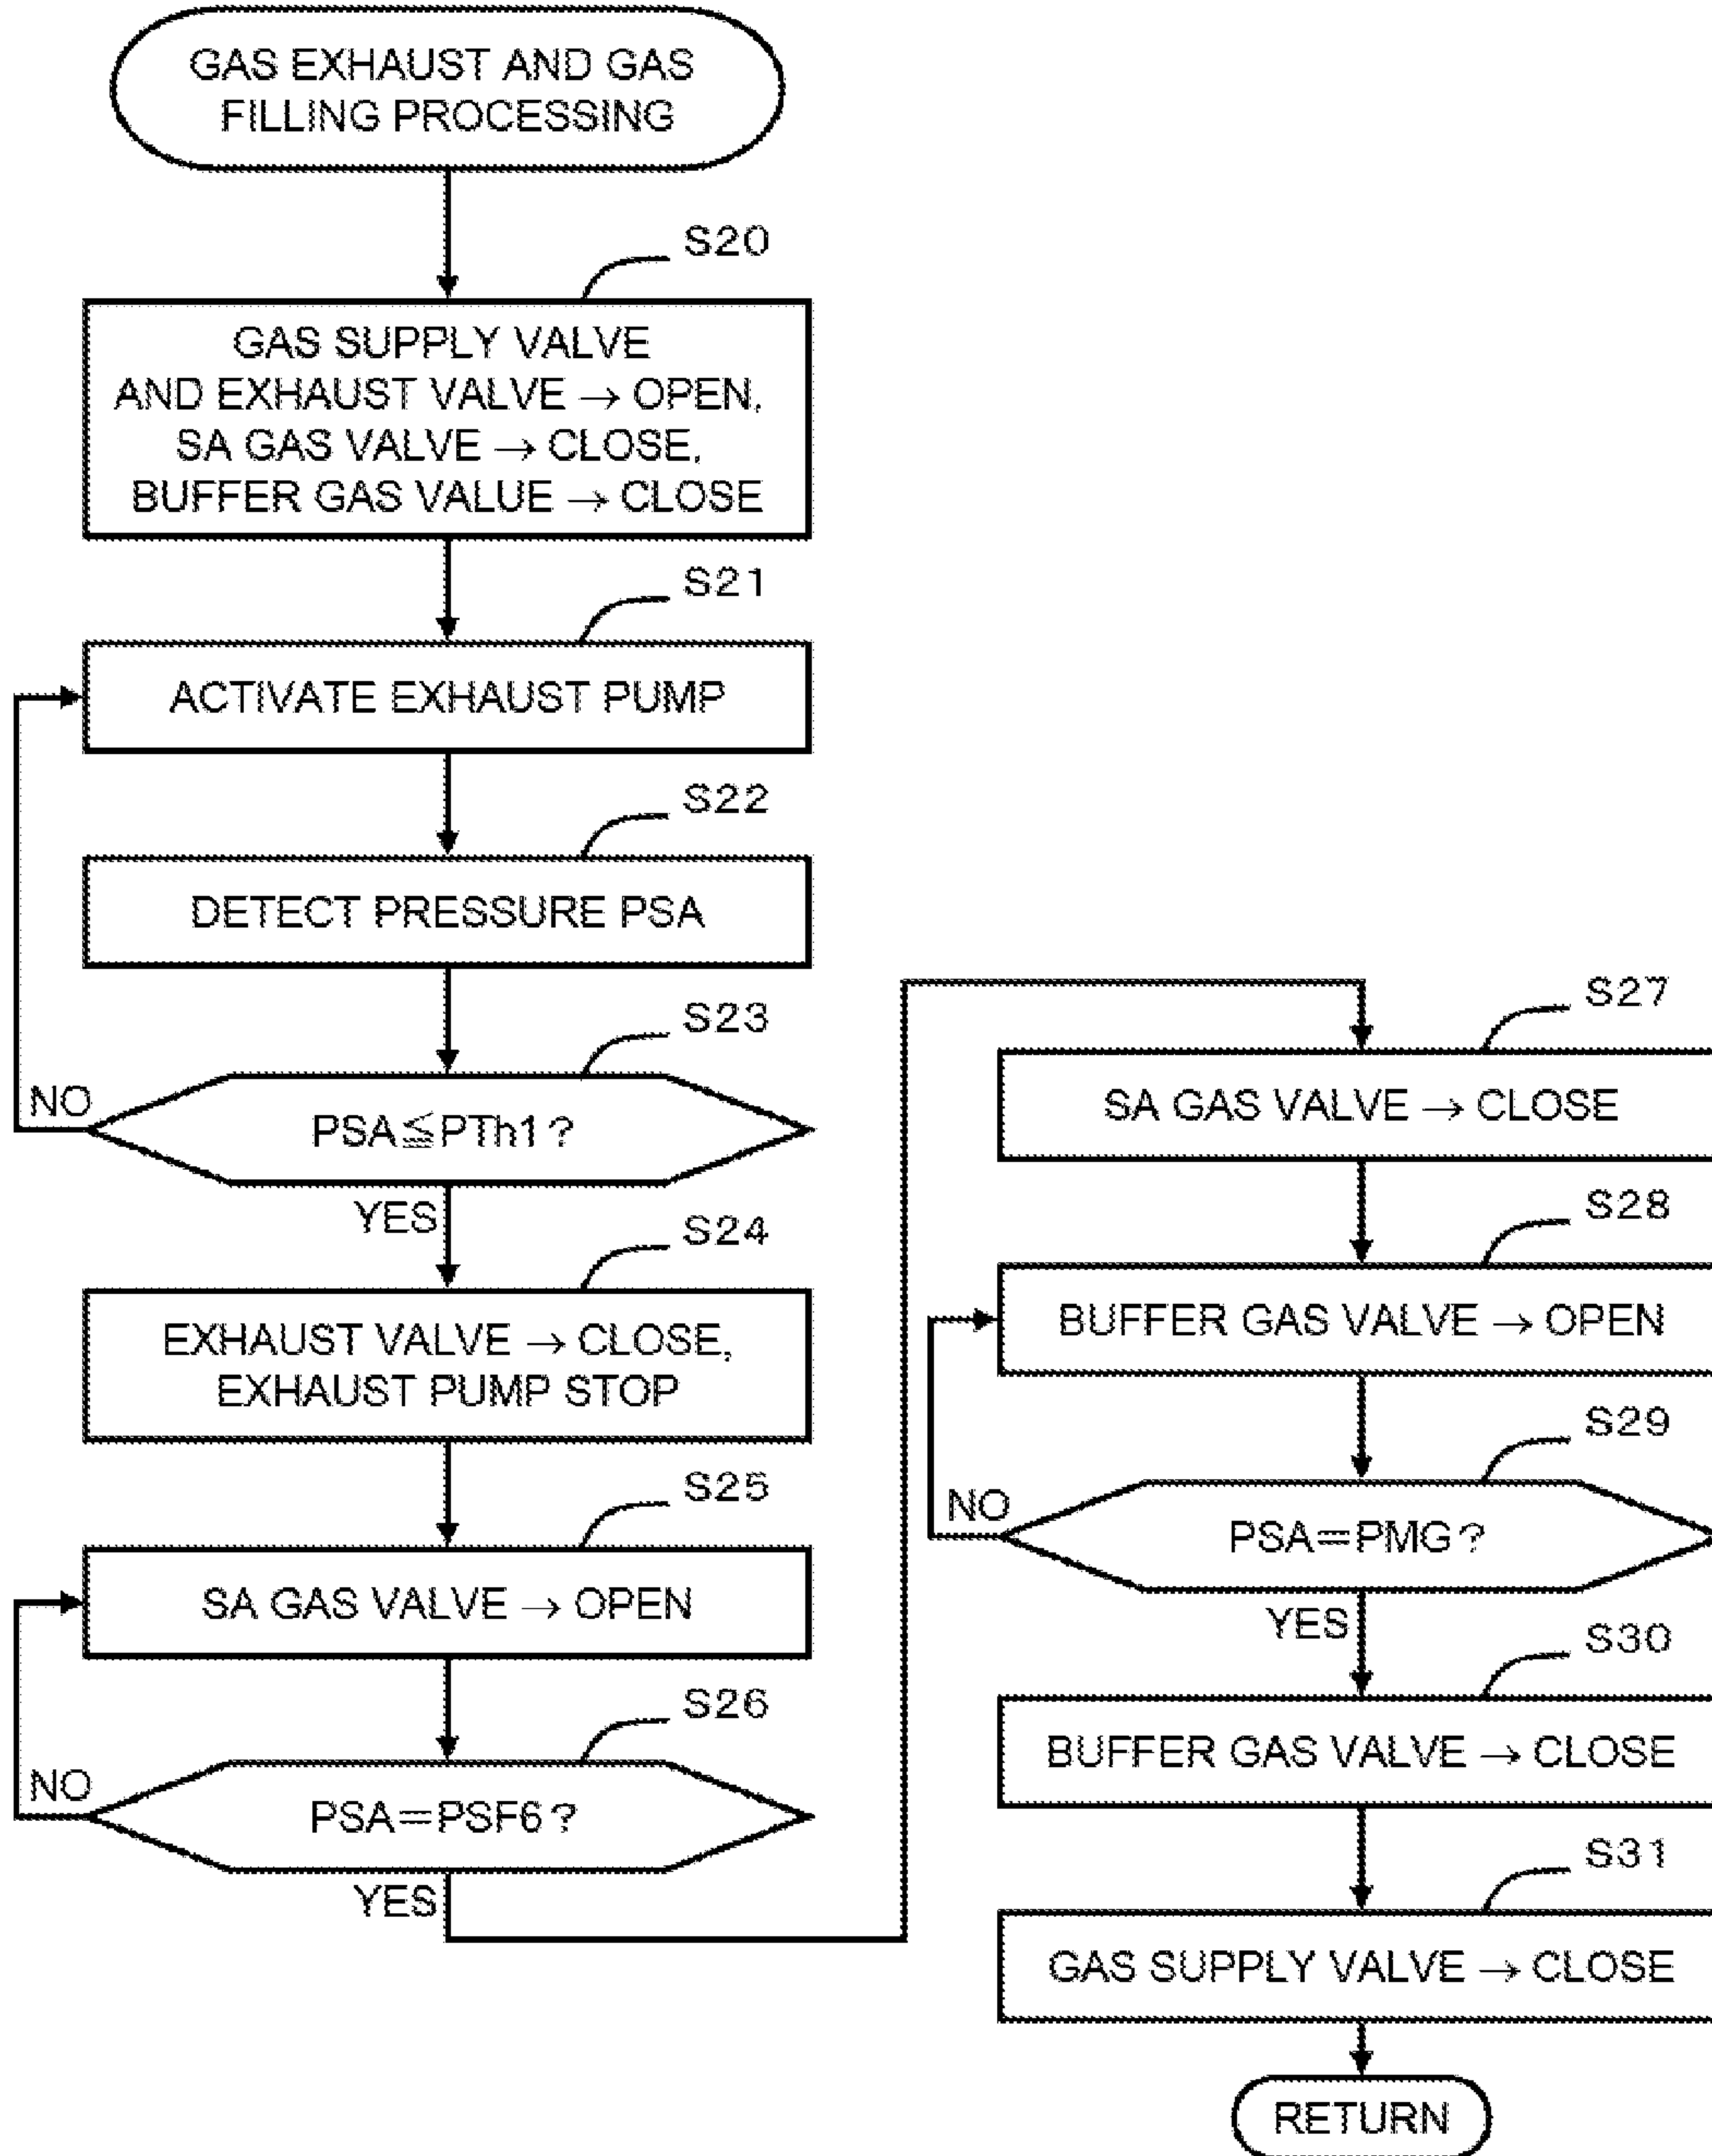 GAS EXHAUST AND GAS
FILLING PROCESSING
S20
GAS SUPPLY VALVE
AND EXHAUST VALVE → OPEN,
SA GAS VALVE → CLOSE,
BUFFER GAS VALUE → CLOSE
S21
ACTIVATE EXHAUST PUMP
S22
DETECT PRESSURE PSA
S23
NO
PSA≦PTh1?
YES
S24
EXHAUST VALVE → CLOSE,
EXHAUST PUMP STOP
S25
SA GAS VALVE → OPEN
S26
NO
PSA=PSF6?
YES
S27
SA GAS VALVE → CLOSE
S28
BUFFER GAS VALVE → OPEN
S29
NO
PSA=PMG?
YES
S30
BUFFER GAS VALVE → CLOSE
S31
GAS SUPPLY VALVE → CLOSE
RETURN